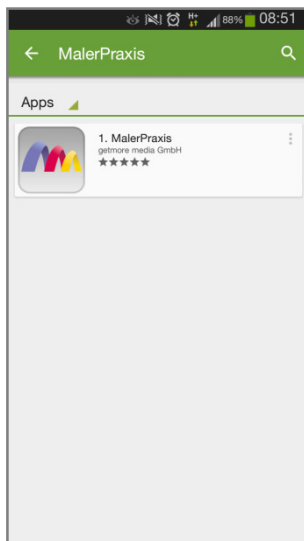 H+ 88% 08:51
MalerPraxis
Apps
1. MalerPraxis
getmore media GmbH